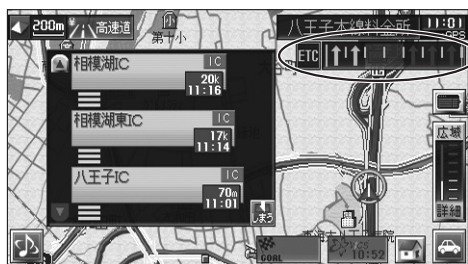 200m 高速道
第十小
八王子本線料金所 11:01
GPS
ETC
相模湖IC IC
20k
11:16
相模湖東IC IC
17k
11:14
八王子IC IC
70m
11:01
しまう
広域
詳細
GOAL
VICS
10:52